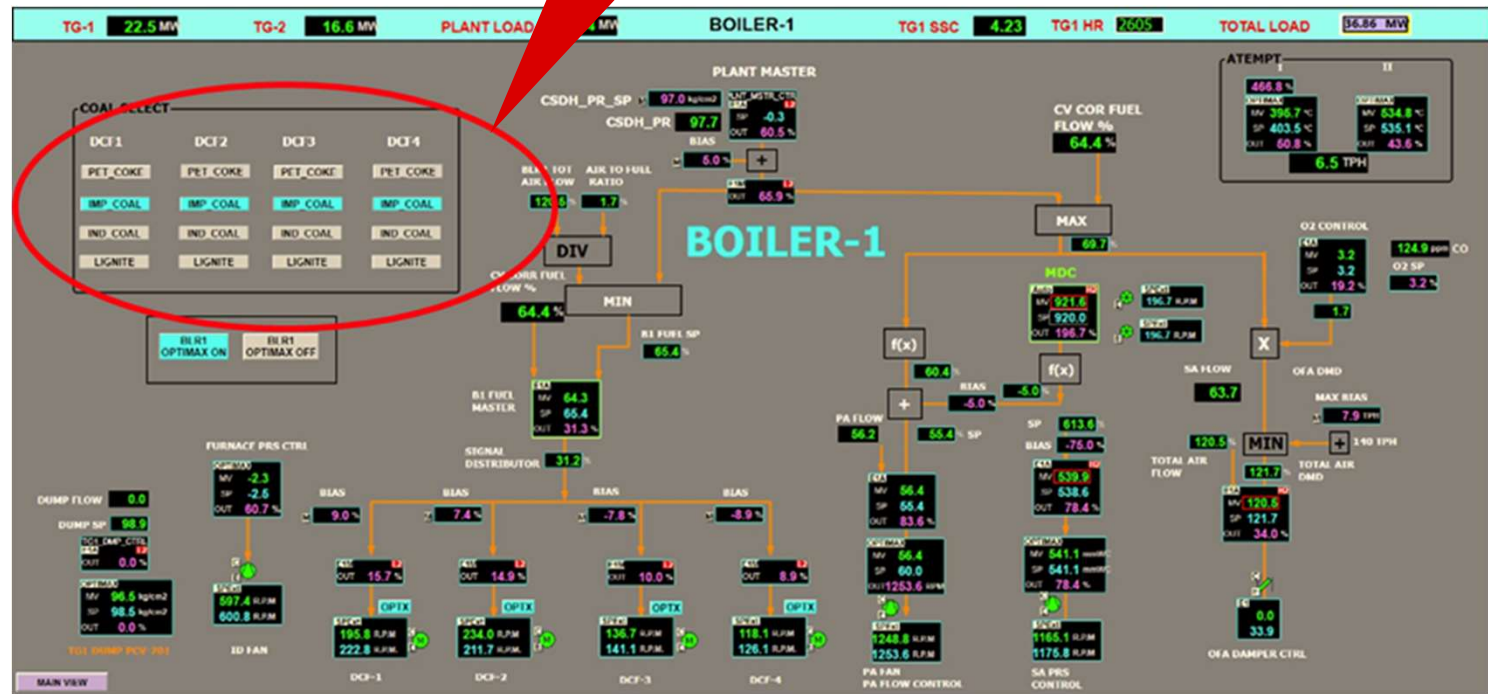 TG-1 22.5 MW TG-2 16.6 MW PLANT LOAD MW BOILER-1 TG1 SSC 4.23 TG1 HR 2605 TOTAL LOAD 36.86 MW
COAL SELECT
DCF1 DCF2 DCF3 DCF4
PET_COKE PET_COKE PET_COKE PET_COKE
IMP_COAL IMP_COAL IMP_COAL IMP_COAL
IND_COAL IND_COAL IND_COAL IND_COAL
LIGNITE LIGNITE LIGNITE LIGNITE
BLR1 OPTIMAX ON
BLR1 OPTIMAX OFF
PLANT MASTER
CSDH_PR_SP 97.0 kg/cm2
CSDH_PR 97.7
SP -0.3
OUT 60.5 %
BIAS
5.0 %
+
OUT 65.9 %
CV COR FUEL
FLOW %
64.4 %
ATEMPT
I II
466.8 %
OPTIMAX OPTIMAX
MV 395.7 °C MV 534.8 °C
SP 403.5 °C SP 535.1 °C
OUT 50.8 % OUT 43.6 %
6.5 TPH
AIR TO FULL
AIR FLOW RATIO
1.7 %
DIV
FLOW %
64.4 %
MIN
B1 FUEL SP
65.4 %
BOILER-1
MAX
69.7 %
MDC
Auto
MV 921.6
SP 920.0
OUT 196.7 %
196.7 R.P.M
196.7 R.P.M
O2 CONTROL
MV 3.2
SP 3.2
OUT 19.2 %
124.9 ppm CO
O2 SP
3.2 %
1.7
f(x)
60.4 %
f(x)
BIAS
-5.0 %
-5.0 %
+
PA FLOW
56.2
55.4 % SP
X
SA FLOW
63.7
OFA DMD
MAX BIAS
7.9 TPH
+ 140 TPH
MIN
120.5 %
TOTAL AIR
FLOW
121.7 %
TOTAL AIR
DMD
MV 120.5
SP 121.7
OUT 34.0 %
0.0
33.9
OFA DAMPER CTRL
B1 FUEL
MASTER
MV 64.3
SP 65.4
OUT 31.3 %
SIGNAL
DISTRIBUTOR 31.2 %
SP 613.6 %
BIAS -75.0 %
MV 539.9
SP 538.6
OUT 78.4 %
OPTIMAX
MV 541.1 mmWC
SP 541.1 mmWC
OUT 78.4 %
1165.1 R.P.M
1175.8 R.P.M
SA PRS
CONTROL
MV 56.4
SP 55.4
OUT 83.6 %
OPTIMAX
MV 56.4
SP 60.0
OUT 1253.6 RPM
1248.8 R.P.M
1253.6 R.P.M
PA FAN
PA FLOW CONTROL
FURNACE PRS CTRL
OPTIMAX
MV -2.3
SP -2.5
OUT 60.7 %
597.4 R.P.M
600.8 R.P.M
ID FAN
DUMP FLOW 0.0
DUMP SP 98.9
TG1_DMP_CTRL
OUT 0.0 %
OPTIMAX
MV 96.5 kg/cm2
SP 98.5 kg/cm2
OUT 0.0 %
TG1 DUMP PCV-201
BIAS BIAS BIAS BIAS
9.0 % 7.4 % -7.8 % -8.9 %
OUT 15.7 % OUT 14.9 % OUT 10.0 % OUT 8.9 %
OPTX OPTX OPTX OPTX
195.8 R.P.M 234.0 R.P.M 136.7 R.P.M 118.1 R.P.M
222.8 R.P.M. 211.7 R.P.M. 141.1 R.P.M. 126.1 R.P.M.
DCF-1 DCF-2 DCF-3 DCF-4
MAIN VIEW